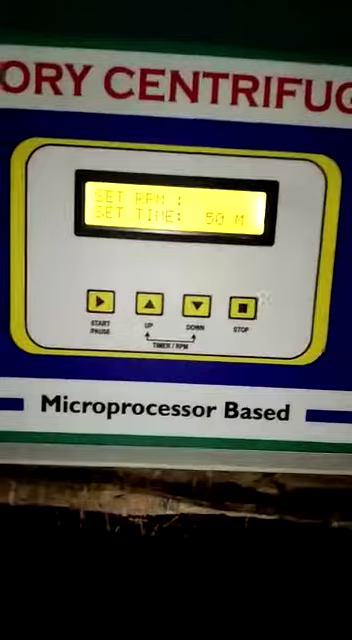 ORY CENTRIFUG
SET RPM :
SET TIME: 50 M
START
PAUSE
UP
DOWN
STOP
TIMER / RPM
Microprocessor Based